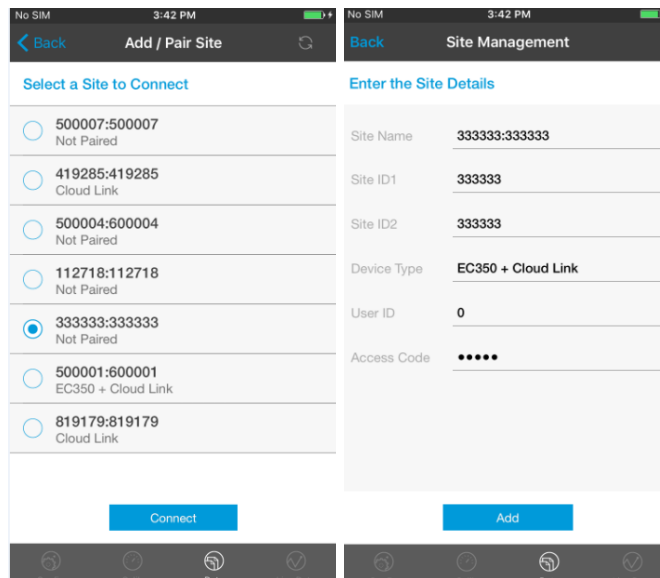 No SIM 3:42 PM
Back Add / Pair Site
Select a Site to Connect
500007:500007
Not Paired
419285:419285
Cloud Link
500004:600004
Not Paired
112718:112718
Not Paired
333333:333333
Not Paired
500001:600001
EC350 + Cloud Link
819179:819179
Cloud Link
Connect
No SIM 3:42 PM
Back Site Management
Enter the Site Details
Site Name 333333:333333
Site ID1 333333
Site ID2 333333
Device Type EC350 + Cloud Link
User ID 0
Access Code •••••
Add